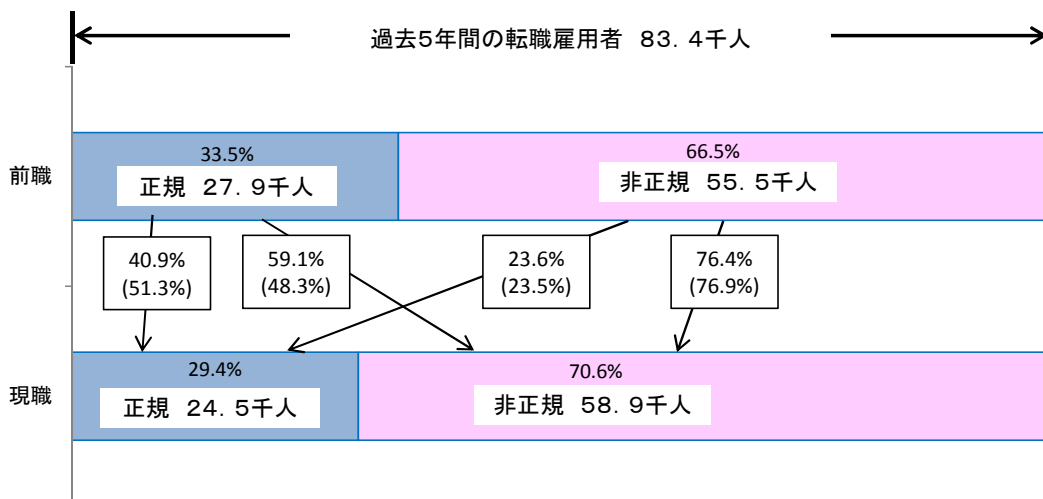 過去5年間の転職雇用者 83.4千人
33.5%
66.5%
前職
正規 27.9千人
非正規 55.5千人
40.9%
(51.3%)
59.1%
(48.3%)
23.6%
(23.5%)
76.4%
(76.9%)
29.4%
70.6%
現職
正規 24.5千人
非正規 58.9千人